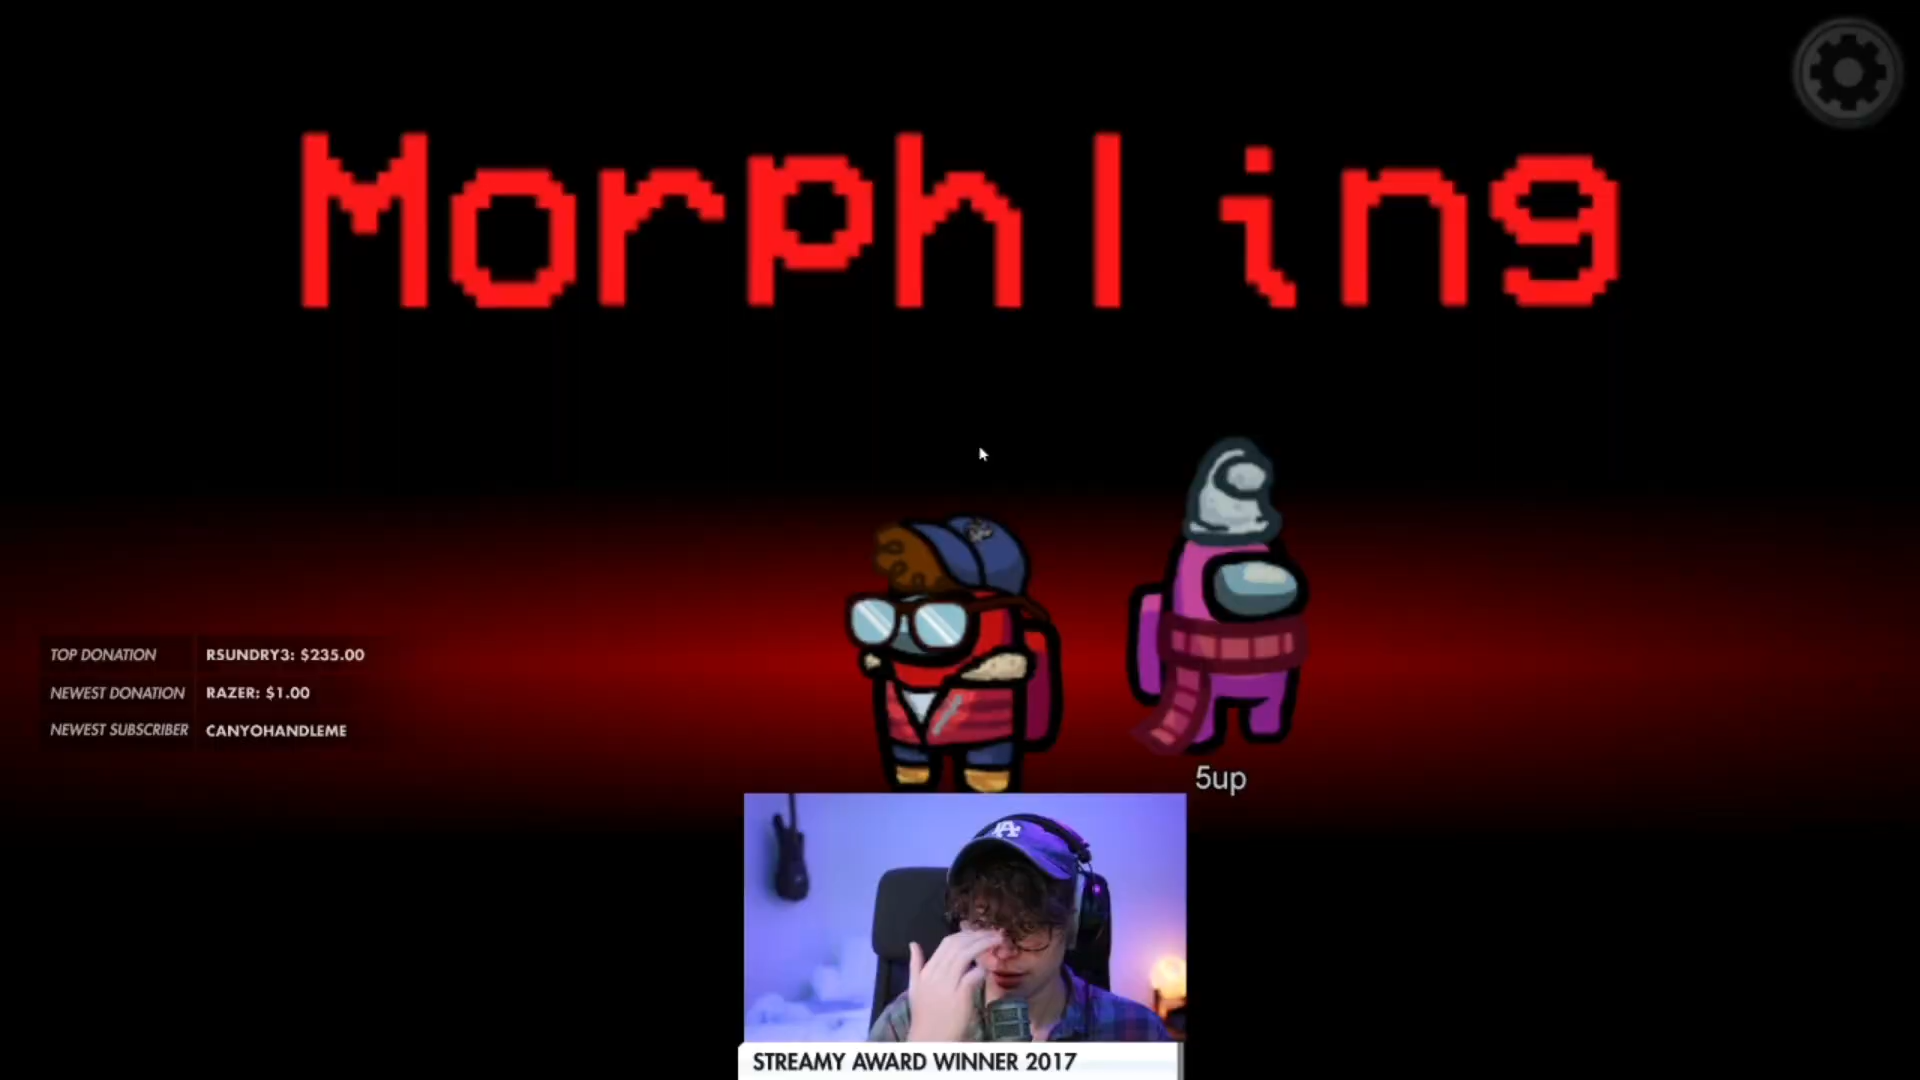 Morphling
TOP DONATION RSUNDRY3: $235.00
NEWEST DONATION RAZER: $1.00
NEWEST SUBSCRIBER CANYOHANDLEME
5up
LA
STREAMY AWARD WINNER 2017